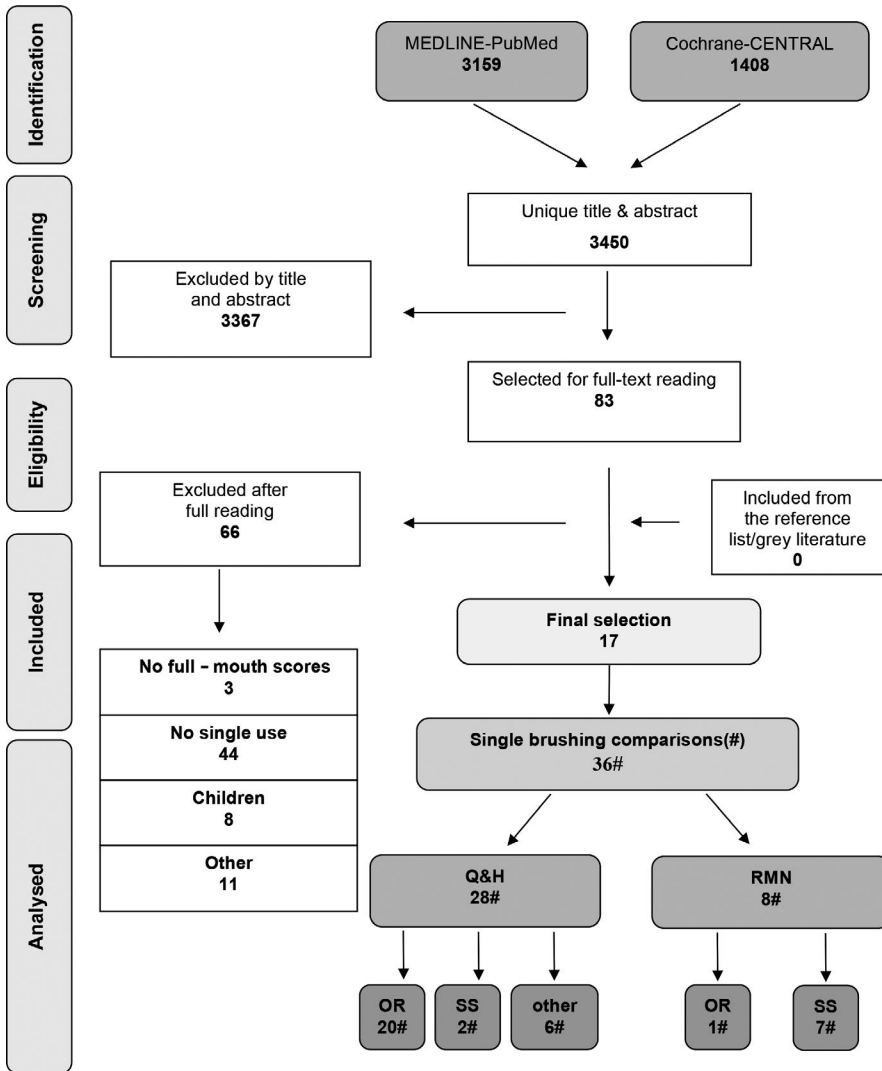 Identification
MEDLINE-PubMed
3159
Cochrane-CENTRAL
1408
Screening
Unique title & abstract
3450
Excluded by title
and abstract
3367
Selected for full-text reading
83
Eligibility
Excluded after
full reading
66
Included from
the reference
list/grey literature
0
Included
Final selection
17
No full – mouth scores
3
No single use
44
Children
8
Other
11
Single brushing comparisons(#)
36#
Analysed
Q&H
28#
RMN
8#
OR
20#
SS
2#
other
6#
OR
1#
SS
7#